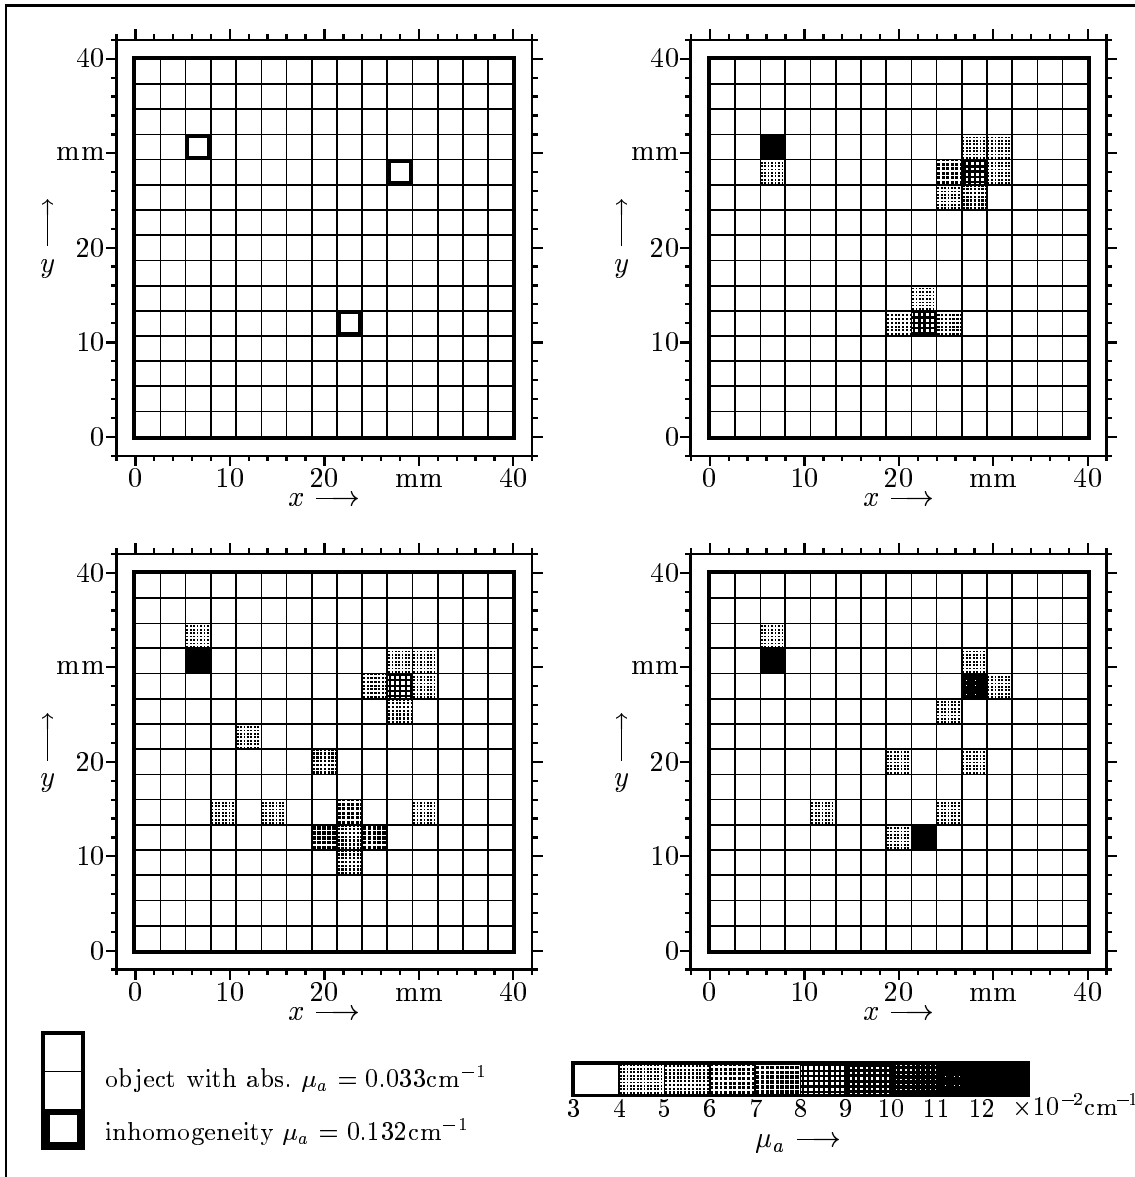 40
mm
20
10
0
y ⟶
0 10 20 mm 40
x ⟶
40
mm
20
10
0
y ⟶
0 10 20 mm 40
x ⟶
40
mm
20
10
0
y ⟶
0 10 20 mm 40
x ⟶
40
mm
20
10
0
y ⟶
0 10 20 mm 40
x ⟶
object with abs. μₐ = 0.033cm⁻¹
inhomogeneity μₐ = 0.132cm⁻¹
3 4 5 6 7 8 9 10 11 12 ×10⁻²cm⁻¹
μₐ ⟶